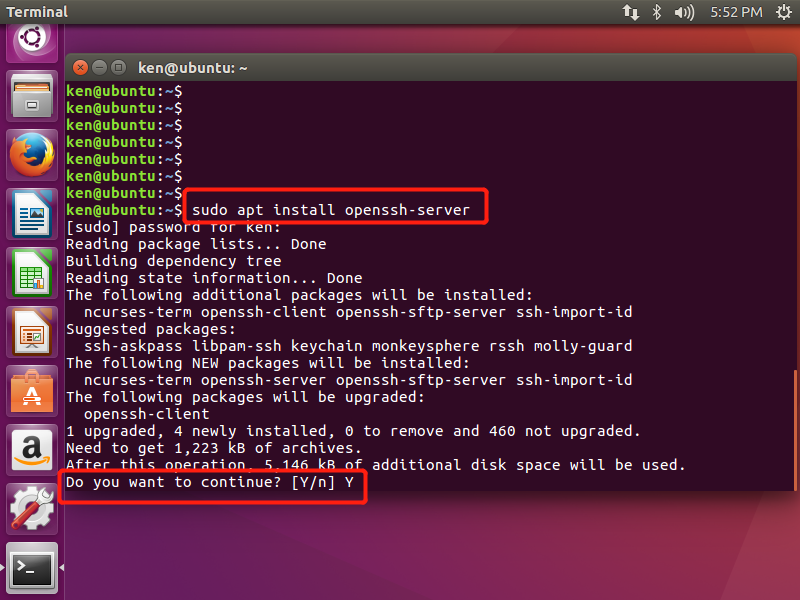 Terminal 5:52 PM
ken@ubuntu: ~
ken@ubuntu:~$
ken@ubuntu:~$
ken@ubuntu:~$
ken@ubuntu:~$
ken@ubuntu:~$
ken@ubuntu:~$
ken@ubuntu:~$
ken@ubuntu:~$ sudo apt install openssh-server
[sudo] password for ken:
Reading package lists... Done
Building dependency tree
Reading state information... Done
The following additional packages will be installed:
  ncurses-term openssh-client openssh-sftp-server ssh-import-id
Suggested packages:
  ssh-askpass libpam-ssh keychain monkeysphere rssh molly-guard
The following NEW packages will be installed:
  ncurses-term openssh-server openssh-sftp-server ssh-import-id
The following packages will be upgraded:
  openssh-client
1 upgraded, 4 newly installed, 0 to remove and 460 not upgraded.
Need to get 1,223 kB of archives.
After this operation, 5,146 kB of additional disk space will be used.
Do you want to continue? [Y/n] Y